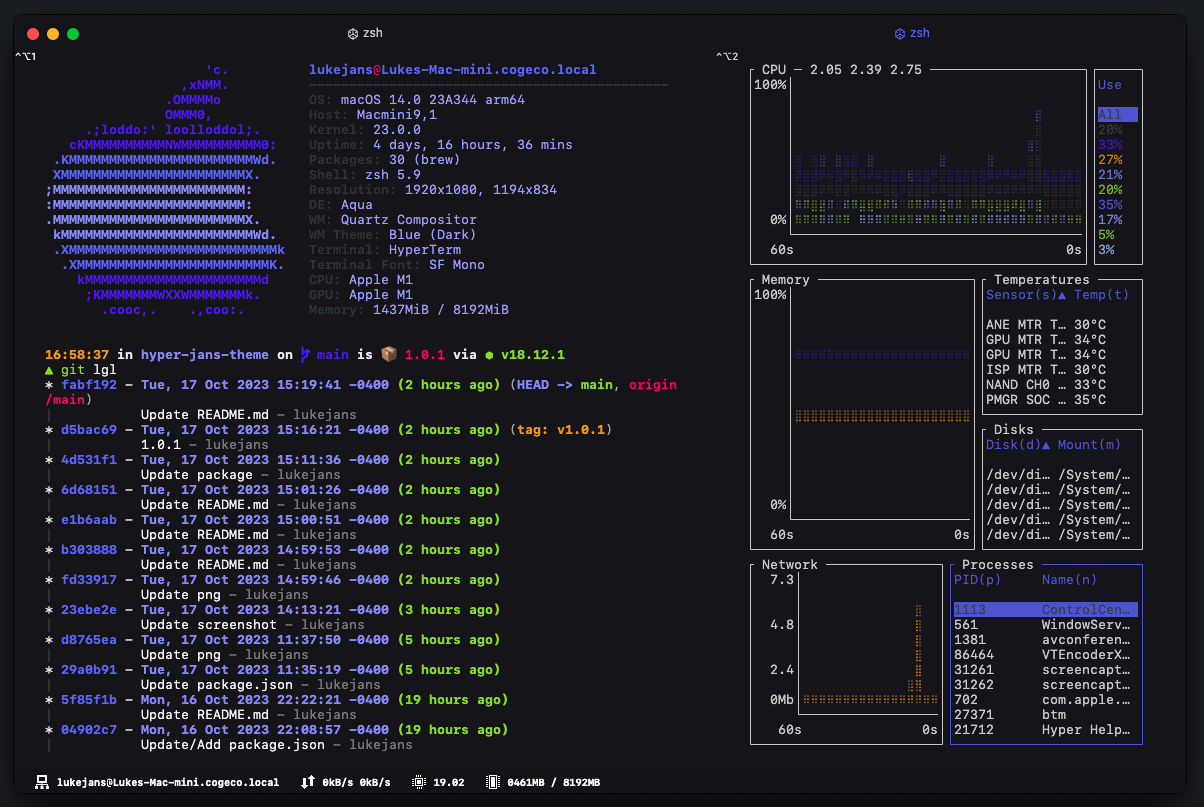 zsh
zsh
^⌥1
^⌥2
'c.
,xNMM.
.OMMMMo
OMMM0,
.;loddo:' loolloddol;.
cKMMMMMMMMMMNWMMMMMMMMMM0:
.KMMMMMMMMMMMMMMMMMMMMMMMWd.
XMMMMMMMMMMMMMMMMMMMMMMMX.
;MMMMMMMMMMMMMMMMMMMMMMMM:
:MMMMMMMMMMMMMMMMMMMMMMMM:
.MMMMMMMMMMMMMMMMMMMMMMMMX.
kMMMMMMMMMMMMMMMMMMMMMMMMWd.
.XMMMMMMMMMMMMMMMMMMMMMMMMMMk
.XMMMMMMMMMMMMMMMMMMMMMMMMK.
kMMMMMMMMMMMMMMMMMMMMMMd
;KMMMMMMMWXXWMMMMMMMk.
.cooc,.    .,coo:.
lukejans@Lukes-Mac-mini.cogeco.local
---------------------------------------------
OS: macOS 14.0 23A344 arm64
Host: Macmini9,1
Kernel: 23.0.0
Uptime: 4 days, 16 hours, 36 mins
Packages: 30 (brew)
Shell: zsh 5.9
Resolution: 1920x1080, 1194x834
DE: Aqua
WM: Quartz Compositor
WM Theme: Blue (Dark)
Terminal: HyperTerm
Terminal Font: SF Mono
CPU: Apple M1
GPU: Apple M1
Memory: 1437MiB / 8192MiB
16:58:37 in hyper-jans-theme on main is 📦 1.0.1 via ⬢ v18.12.1
▲ git lgl
* fabf192 - Tue, 17 Oct 2023 15:19:41 -0400 (2 hours ago) (HEAD -> main, origin
/main)
| Update README.md - lukejans
* d5bac69 - Tue, 17 Oct 2023 15:16:21 -0400 (2 hours ago) (tag: v1.0.1)
| 1.0.1 - lukejans
* 4d531f1 - Tue, 17 Oct 2023 15:11:36 -0400 (2 hours ago)
| Update package - lukejans
* 6d68151 - Tue, 17 Oct 2023 15:01:26 -0400 (2 hours ago)
| Update README.md - lukejans
* e1b6aab - Tue, 17 Oct 2023 15:00:51 -0400 (2 hours ago)
| Update README.md - lukejans
* b303888 - Tue, 17 Oct 2023 14:59:53 -0400 (2 hours ago)
| Update README.md - lukejans
* fd33917 - Tue, 17 Oct 2023 14:59:46 -0400 (2 hours ago)
| Update png - lukejans
* 23ebe2e - Tue, 17 Oct 2023 14:13:21 -0400 (3 hours ago)
| Update screenshot - lukejans
* d8765ea - Tue, 17 Oct 2023 11:37:50 -0400 (5 hours ago)
| Update png - lukejans
* 29a0b91 - Tue, 17 Oct 2023 11:35:19 -0400 (5 hours ago)
| Update package.json - lukejans
* 5f85f1b - Mon, 16 Oct 2023 22:22:21 -0400 (19 hours ago)
| Update README.md - lukejans
* 04902c7 - Mon, 16 Oct 2023 22:08:57 -0400 (19 hours ago)
| Update/Add package.json - lukejans
CPU — 2.05 2.39 2.75
100%
0%
60s 0s
Use
All
20%
33%
27%
21%
20%
35%
17%
5%
3%
Memory
100%
0%
60s 0s
Temperatures
Sensor(s)▲ Temp(t)
ANE MTR T… 30°C
GPU MTR T… 34°C
GPU MTR T… 34°C
ISP MTR T… 30°C
NAND CH0 … 33°C
PMGR SOC … 35°C
Disks
Disk(d)▲ Mount(m)
/dev/di… /System/…
/dev/di… /System/…
/dev/di… /System/…
/dev/di… /System/…
/dev/di… /System/…
Network
7.3
4.8
2.4
0Mb
60s 0s
Processes
PID(p) Name(n)
1113 ControlCen…
561 WindowServ…
1381 avconferen…
86464 VTEncoderX…
31261 screencapt…
31262 screencapt…
702 com.apple.…
27371 btm
21712 Hyper Help…
lukejans@Lukes-Mac-mini.cogeco.local 0kB/s 0kB/s 19.02 0461MB / 8192MB